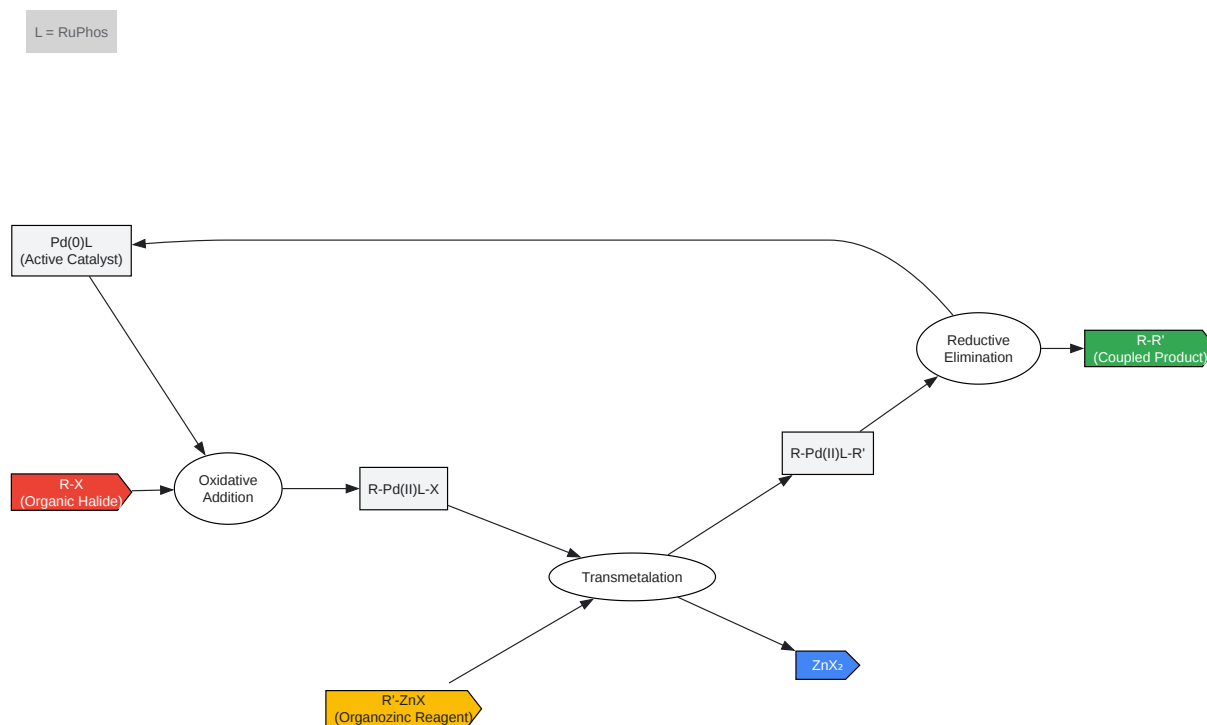 L = RuPhos
Pd(0)L
(Active Catalyst)
Reductive
Elimination
R-R'
(Coupled Product)
R-Pd(II)L-R'
R-X
(Organic Halide)
Oxidative
Addition
R-Pd(II)L-X
Transmetalation
ZnX₂
R'-ZnX
(Organozinc Reagent)